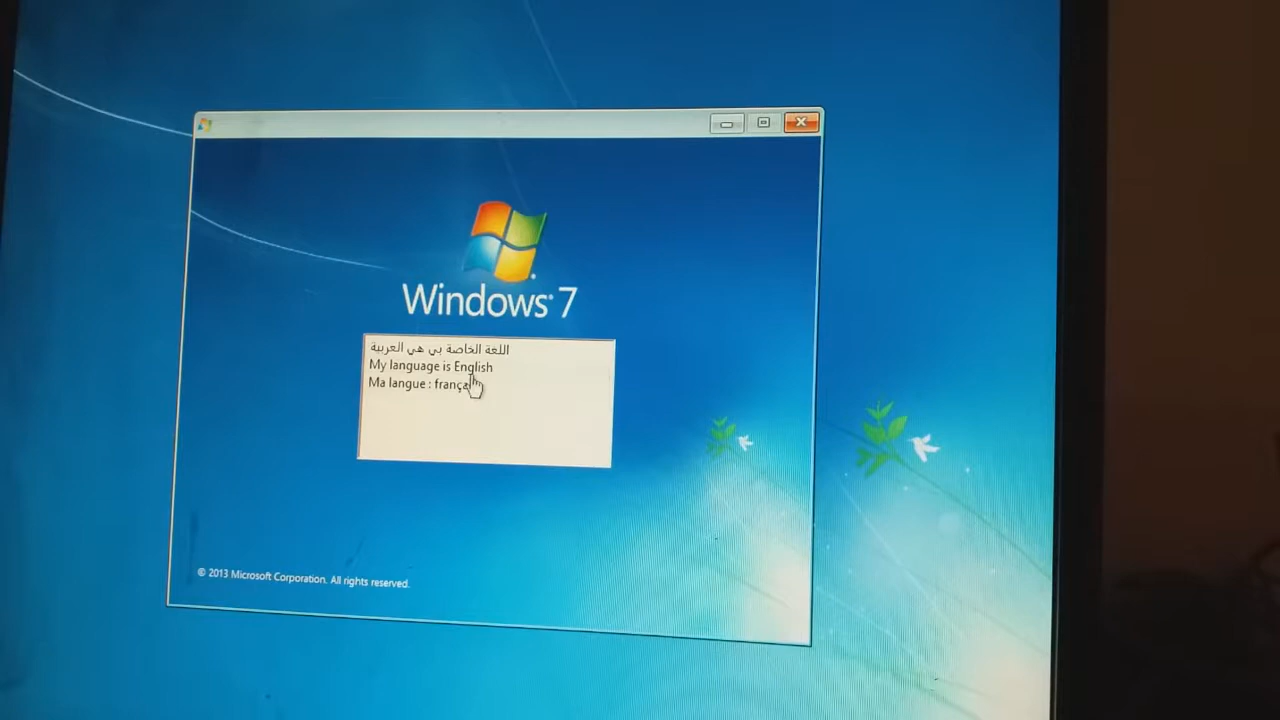 Windows® 7
اللغة الخاصة بي هي العربية
My language is English
Ma langue :
© 2013 Microsoft Corporation. All rights reserved.